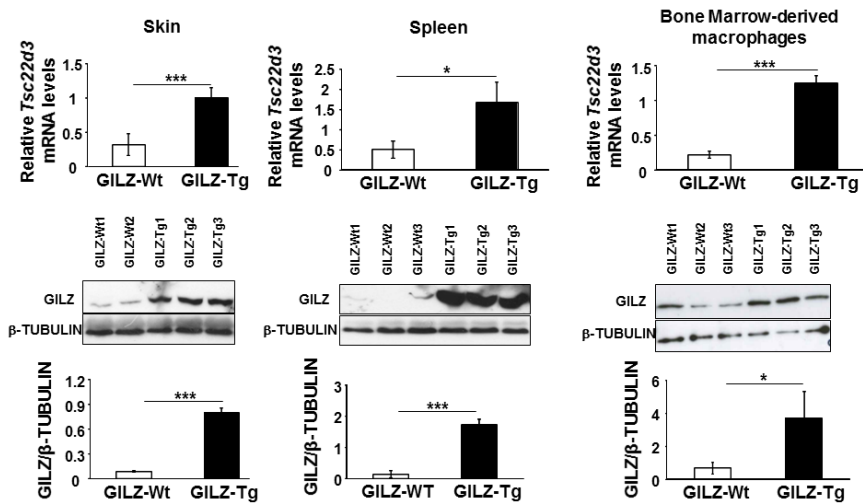 Skin
Relative Tsc22d3
mRNA levels
1.5
1
0.5
0
***
GILZ-Wt
GILZ-Tg
Spleen
Relative Tsc22d3
mRNA levels
2.5
2
1.5
1
0.5
0
*
GILZ-Wt
GILZ-Tg
Bone Marrow-derived
macrophages
Relative Tsc22d3
mRNA levels
1.5
1
0.5
0
***
GILZ-Wt
GILZ-Tg
GILZ-Wt1
GILZ-Wt2
GILZ-Tg1
GILZ-Tg2
GILZ-Tg3
GILZ
β-TUBULIN
GILZ-Wt1
GILZ-Wt2
GILZ-Wt3
GILZ-Tg1
GILZ-Tg2
GILZ-Tg3
GILZ
β-TUBULIN
GILZ-Wt1
GILZ-Wt2
GILZ-Wt3
GILZ-Tg1
GILZ-Tg2
GILZ-Tg3
GILZ
β-TUBULIN
GILZ/β-TUBULIN
1.2
0.9
0.6
0.3
0
***
GILZ-Wt
GILZ-Tg
GILZ/β-TUBULIN
3
2
1
0
***
GILZ-WT
GILZ-Tg
GILZ/β-TUBULIN
6
4
2
0
*
GILZ-Wt
GILZ-Tg